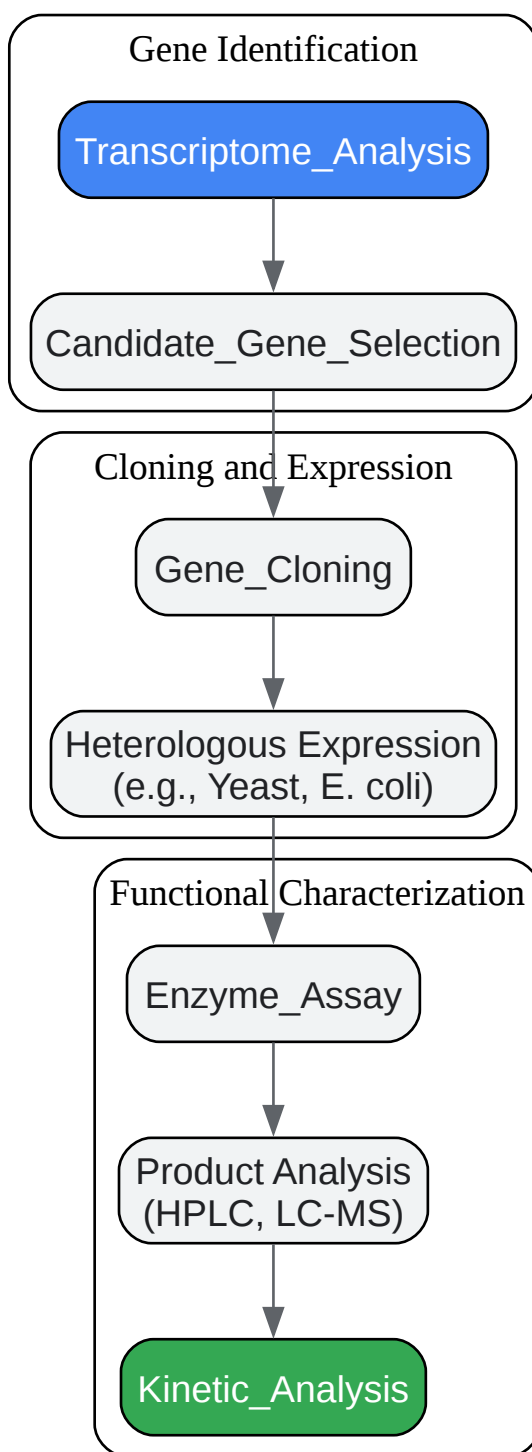 Gene Identification
Transcriptome_Analysis
Candidate_Gene_Selection
Cloning and Expression
Gene_Cloning
Heterologous Expression
(e.g., Yeast, E. coli)
Functional Characterization
Enzyme_Assay
Product Analysis
(HPLC, LC-MS)
Kinetic_Analysis